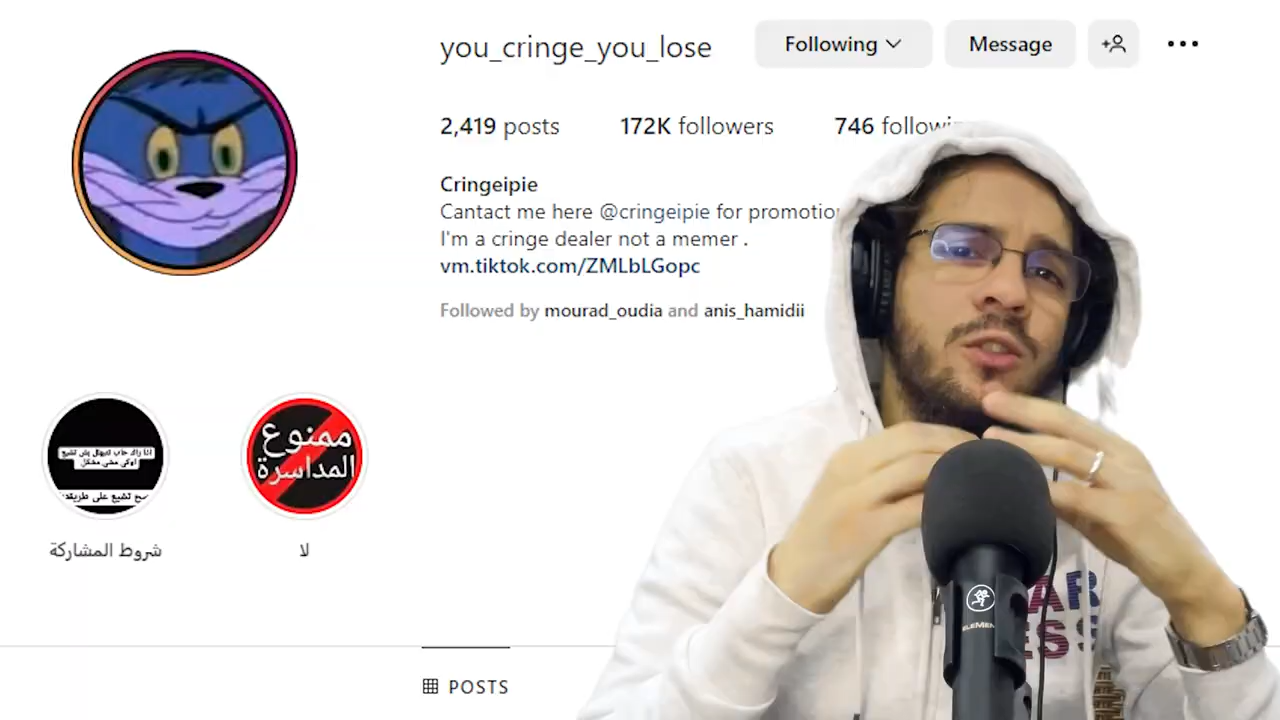 you_cringe_you_lose
Following
Message
2,419 posts
172K followers
746
Cringeipie
Cantact me here @cringeipie for
I'm a cringe dealer not a memer .
vm.tiktok.com/ZMLbLGopc
Followed by mourad_oudia and anis_hamidii
ممنوع
المداسرة
شروط المشاركة
لا
POSTS